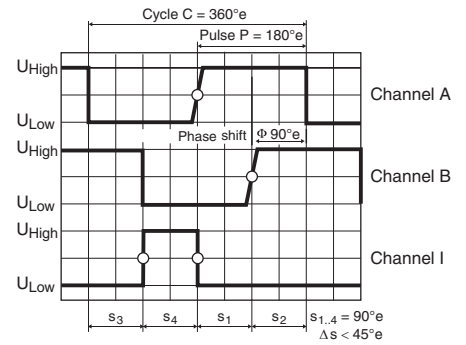 Cycle C = 360°e
Pulse P = 180°e
UHigh
Channel A
ULow
Phase shift Φ 90°e
UHigh
Channel B
ULow
UHigh
Channel I
ULow
s3 s4 s1 s2 s1..4 = 90°e
Δs < 45°e